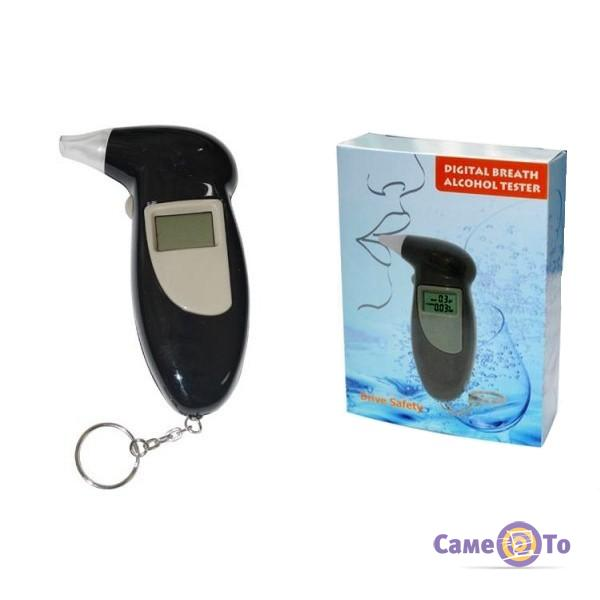 DIGITAL BREATH
ALCOHOL TESTER
Drive Safety
Саме То